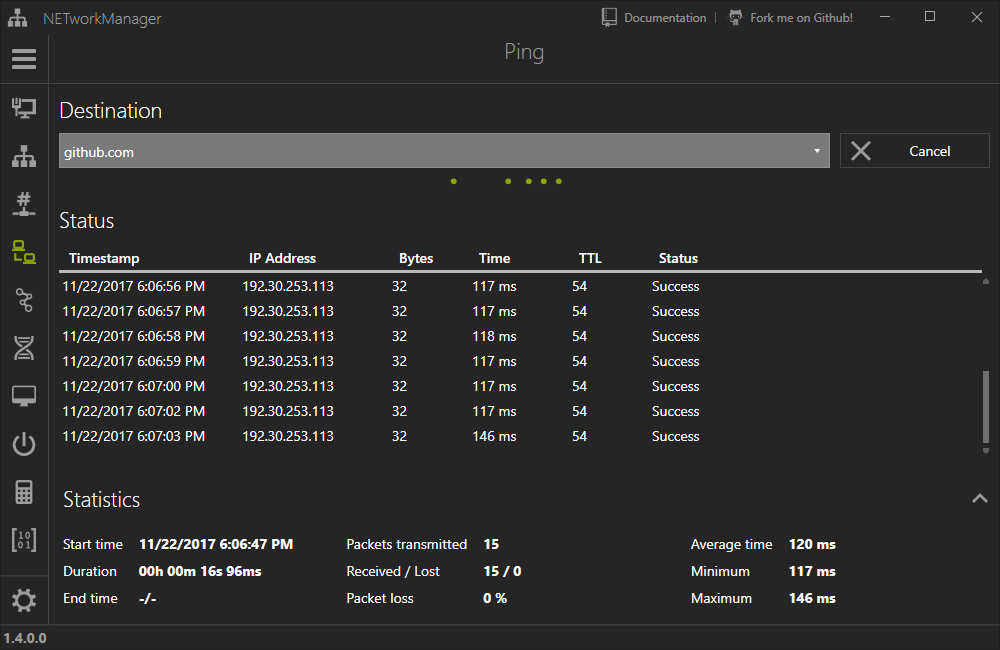 NETworkManager Documentation Fork me on Github!
Ping
Destination
github.com Cancel
Status
Timestamp IP Address Bytes Time TTL Status
11/22/2017 6:06:56 PM 192.30.253.113 32 117 ms 54 Success
11/22/2017 6:06:57 PM 192.30.253.113 32 117 ms 54 Success
11/22/2017 6:06:58 PM 192.30.253.113 32 118 ms 54 Success
11/22/2017 6:06:59 PM 192.30.253.113 32 117 ms 54 Success
11/22/2017 6:07:00 PM 192.30.253.113 32 117 ms 54 Success
11/22/2017 6:07:02 PM 192.30.253.113 32 117 ms 54 Success
11/22/2017 6:07:03 PM 192.30.253.113 32 146 ms 54 Success
Statistics
Start time 11/22/2017 6:06:47 PM Packets transmitted 15 Average time 120 ms
Duration 00h 00m 16s 96ms Received / Lost 15 / 0 Minimum 117 ms
End time -/- Packet loss 0 % Maximum 146 ms
1.4.0.0